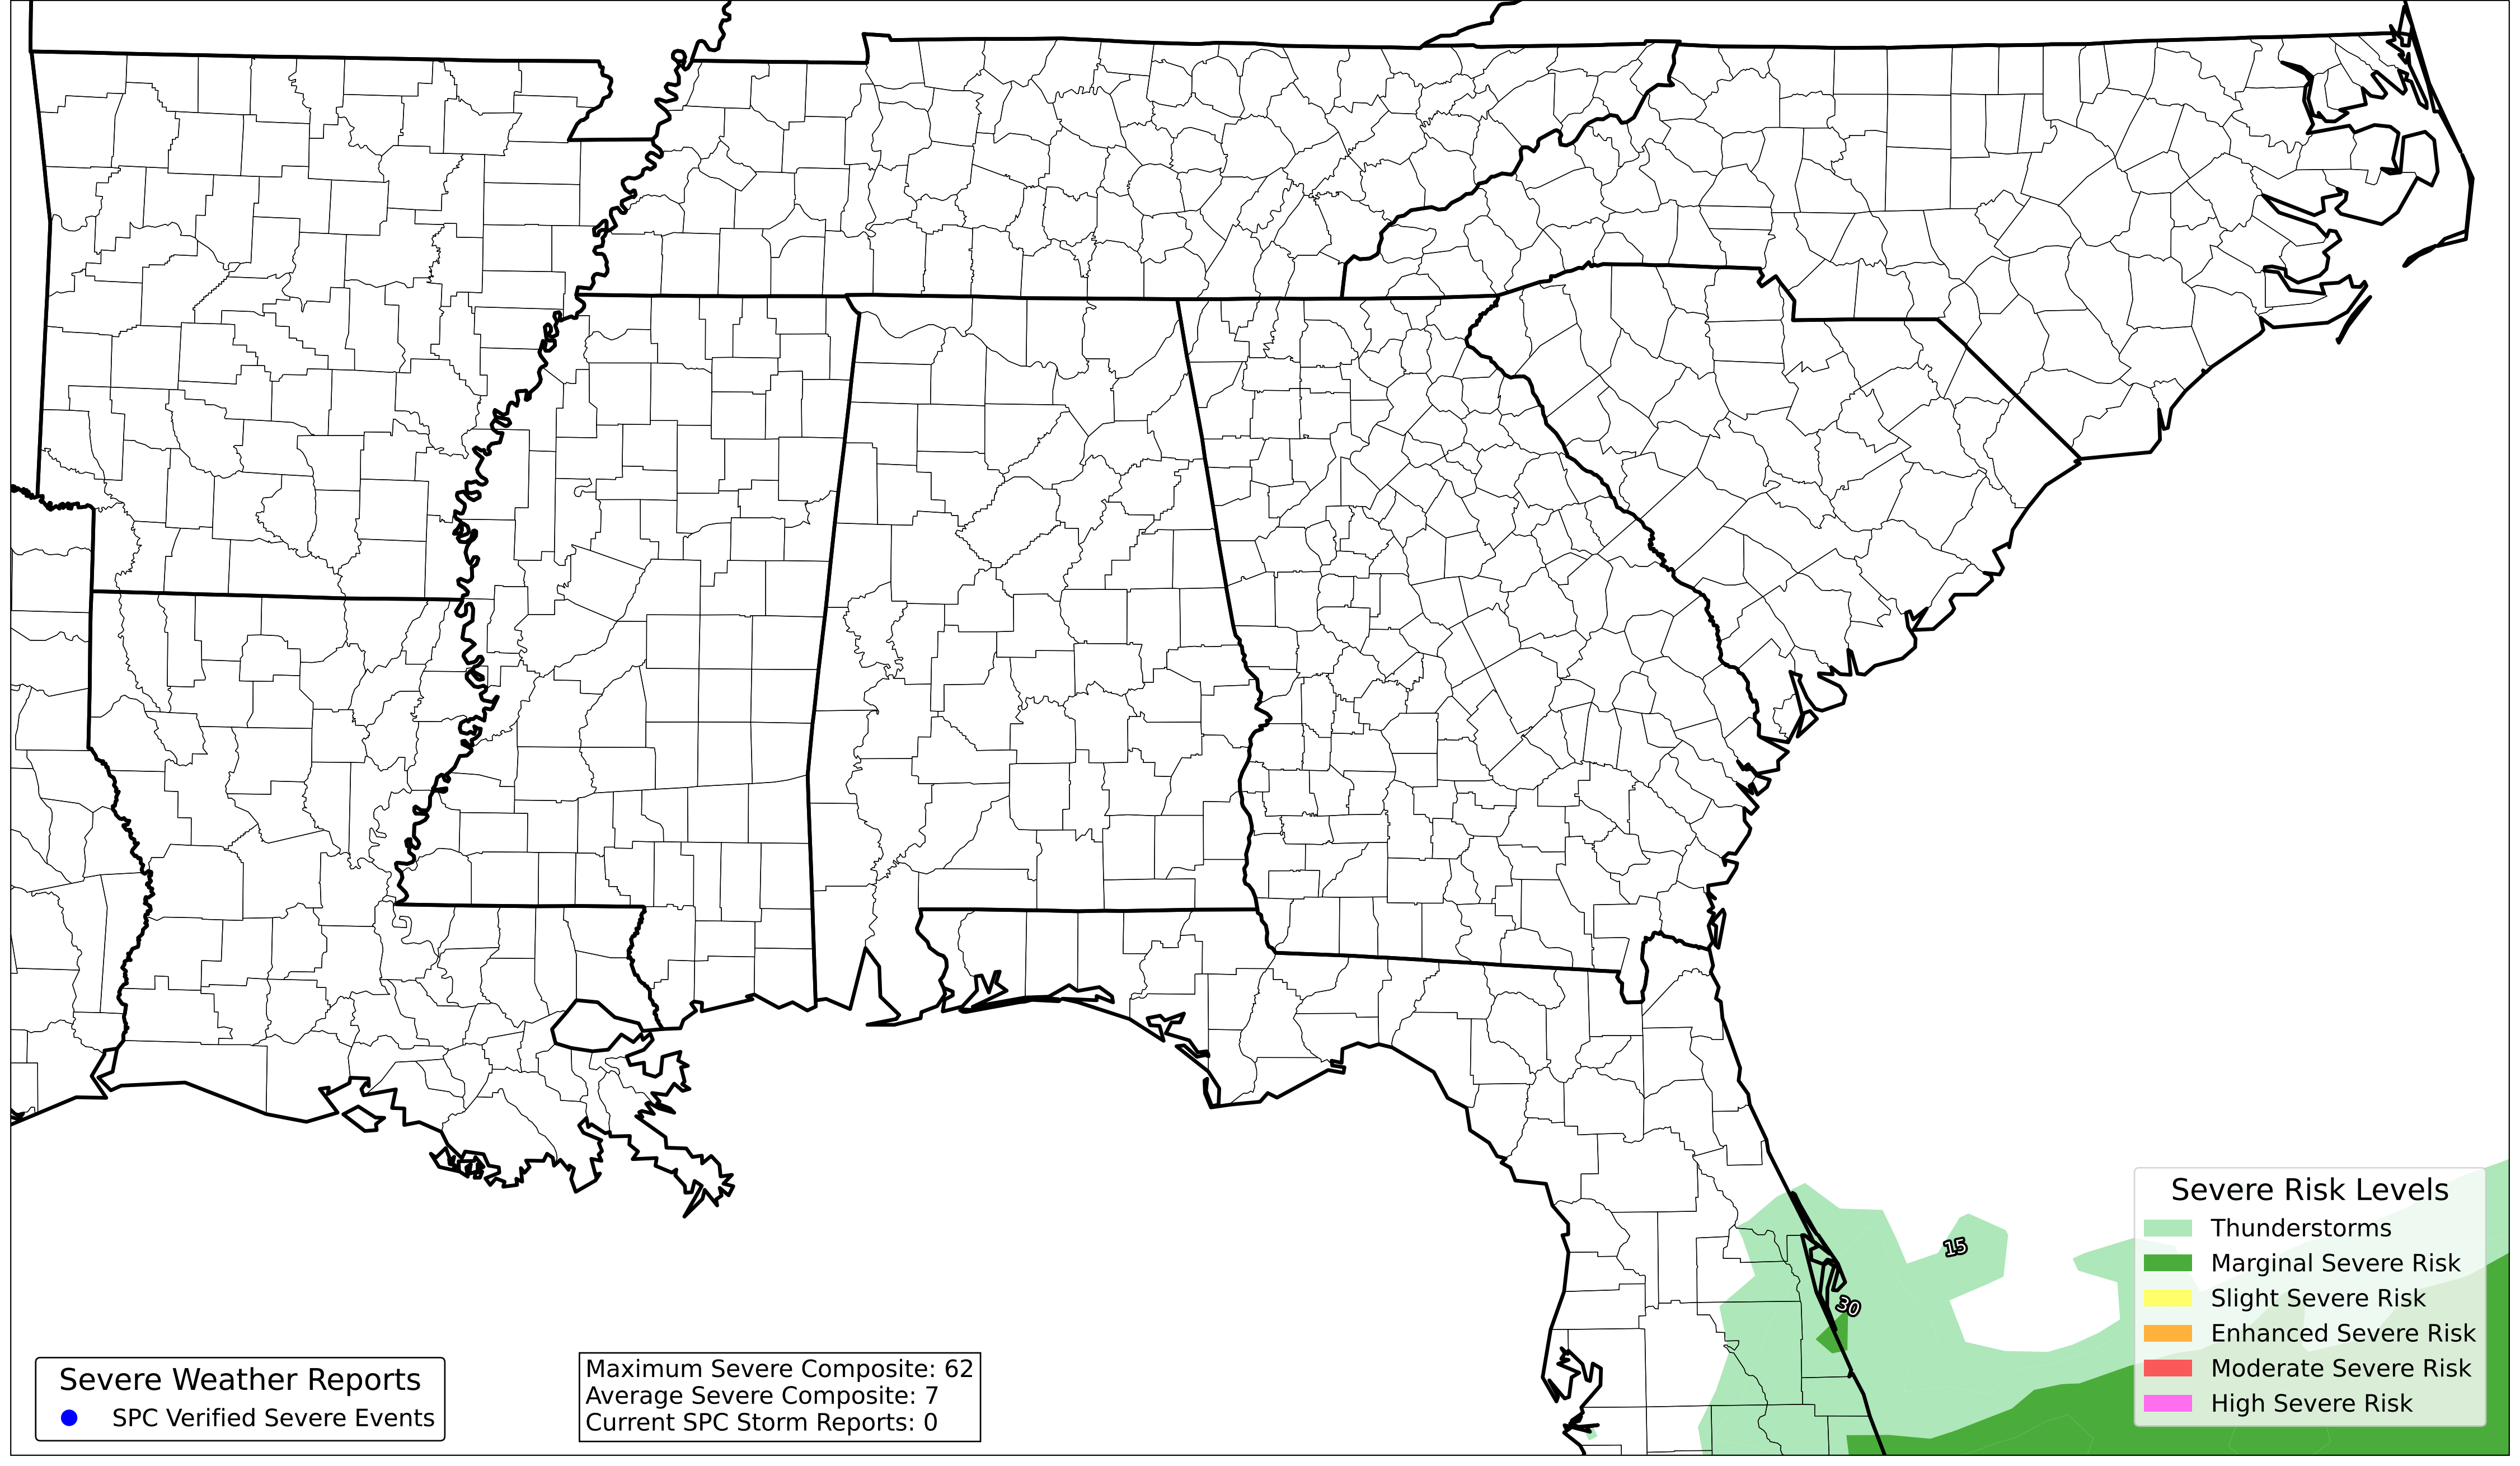 15
30
Severe Risk Levels
Thunderstorms
Marginal Severe Risk
Slight Severe Risk
Enhanced Severe Risk
Moderate Severe Risk
High Severe Risk
Severe Weather Reports
SPC Verified Severe Events
Maximum Severe Composite: 62
Average Severe Composite: 7
Current SPC Storm Reports: 0